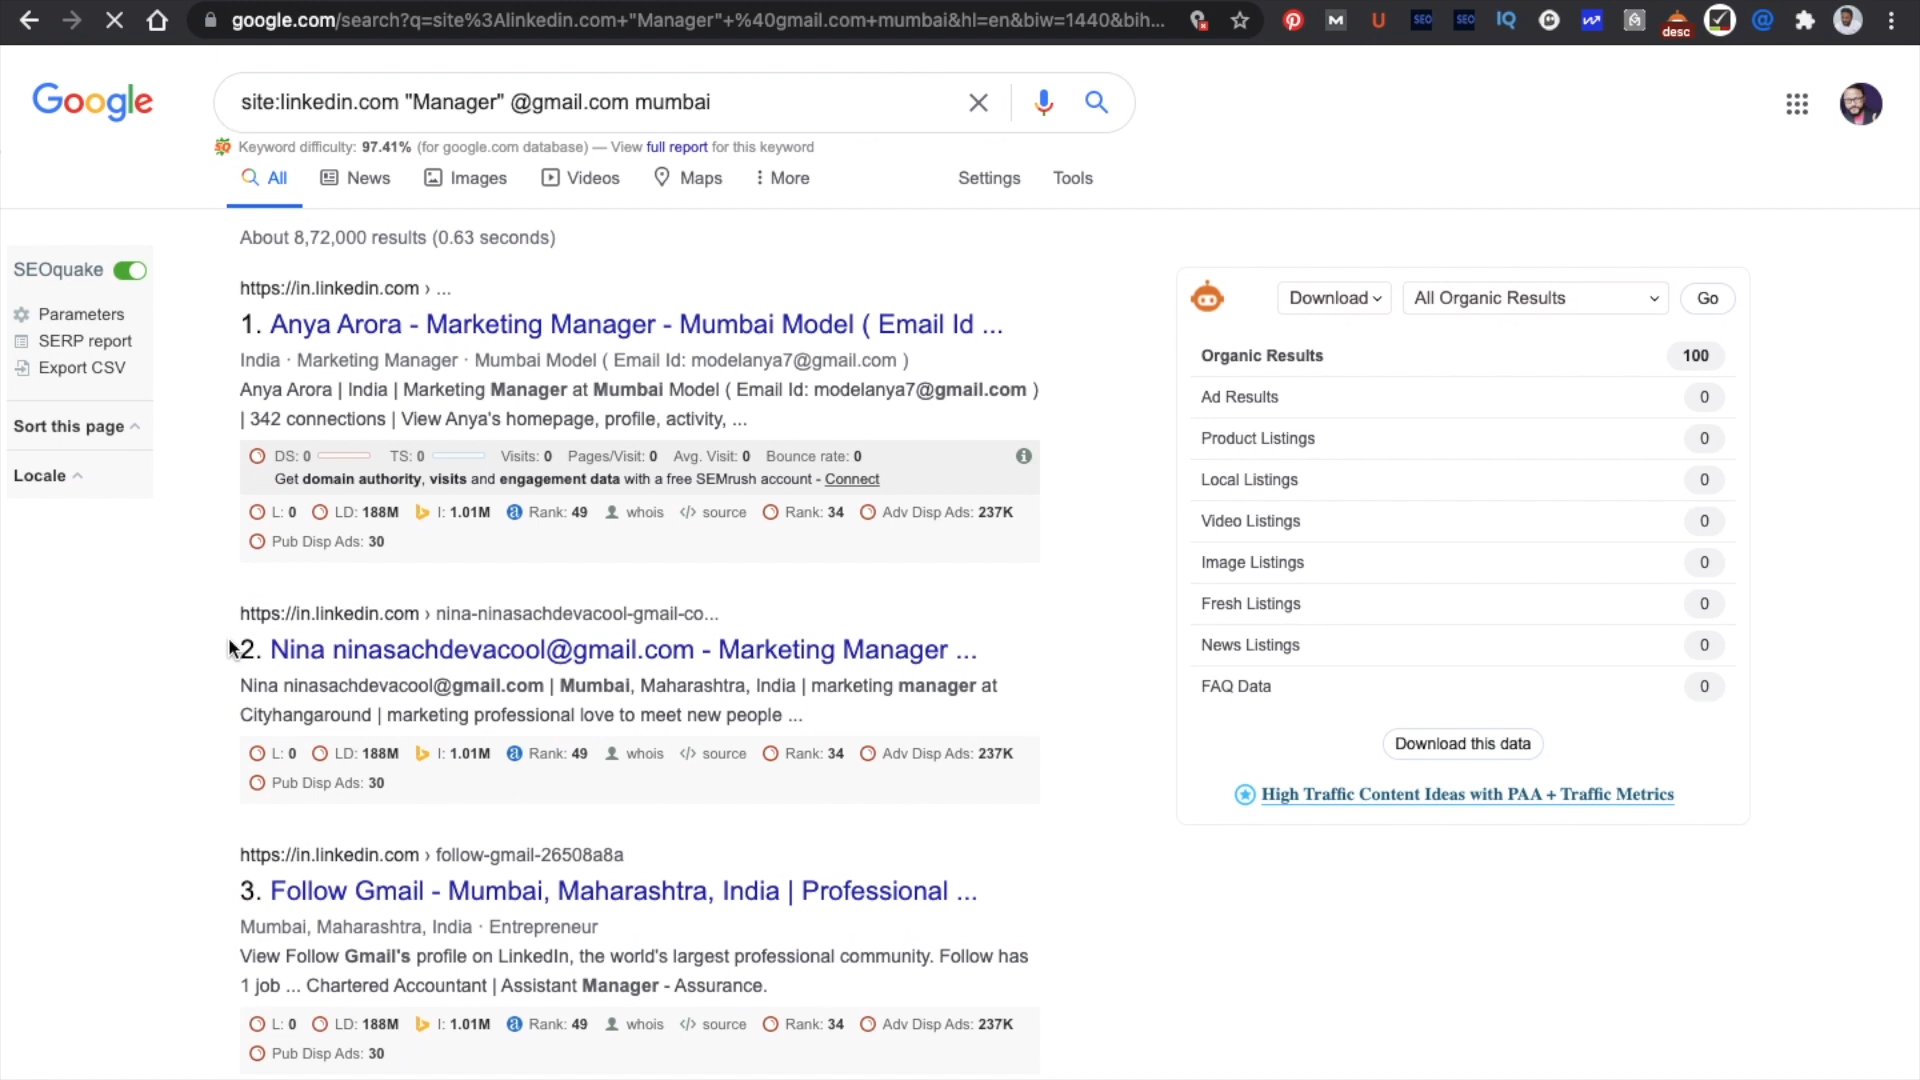 google.com/search?q=site%3Alinkedin.com+"Manager"+%40gmail.com+mumbai&hl=en&biw=1440&bih...
M U SEO SEO IQ desc
Google
site:linkedin.com "Manager" @gmail.com mumbai
SQ Keyword difficulty: 97.41% (for google.com database) — View full report for this keyword
All News Images Videos Maps More Settings Tools
About 8,72,000 results (0.63 seconds)
SEOquake
Parameters
SERP report
Export CSV
Sort this page
Locale
https://in.linkedin.com › ...
1. Anya Arora - Marketing Manager - Mumbai Model ( Email Id ...
India · Marketing Manager · Mumbai Model ( Email Id: modelanya7@gmail.com )
Anya Arora | India | Marketing Manager at Mumbai Model ( Email Id: modelanya7@gmail.com )
| 342 connections | View Anya's homepage, profile, activity, ...
DS: 0 TS: 0 Visits: 0 Pages/Visit: 0 Avg. Visit: 0 Bounce rate: 0
Get domain authority, visits and engagement data with a free SEMrush account - Connect
L: 0 LD: 188M I: 1.01M Rank: 49 whois </> source Rank: 34 Adv Disp Ads: 237K
Pub Disp Ads: 30
https://in.linkedin.com › nina-ninasachdevacool-gmail-co...
2. Nina ninasachdevacool@gmail.com - Marketing Manager ...
Nina ninasachdevacool@gmail.com | Mumbai, Maharashtra, India | marketing manager at
Cityhangaround | marketing professional love to meet new people ...
L: 0 LD: 188M I: 1.01M Rank: 49 whois </> source Rank: 34 Adv Disp Ads: 237K
Pub Disp Ads: 30
https://in.linkedin.com › follow-gmail-26508a8a
3. Follow Gmail - Mumbai, Maharashtra, India | Professional ...
Mumbai, Maharashtra, India · Entrepreneur
View Follow Gmail's profile on LinkedIn, the world's largest professional community. Follow has
1 job ... Chartered Accountant | Assistant Manager - Assurance.
L: 0 LD: 188M I: 1.01M Rank: 49 whois </> source Rank: 34 Adv Disp Ads: 237K
Pub Disp Ads: 30
Download All Organic Results Go
Organic Results 100
Ad Results 0
Product Listings 0
Local Listings 0
Video Listings 0
Image Listings 0
Fresh Listings 0
News Listings 0
FAQ Data 0
Download this data
High Traffic Content Ideas with PAA + Traffic Metrics